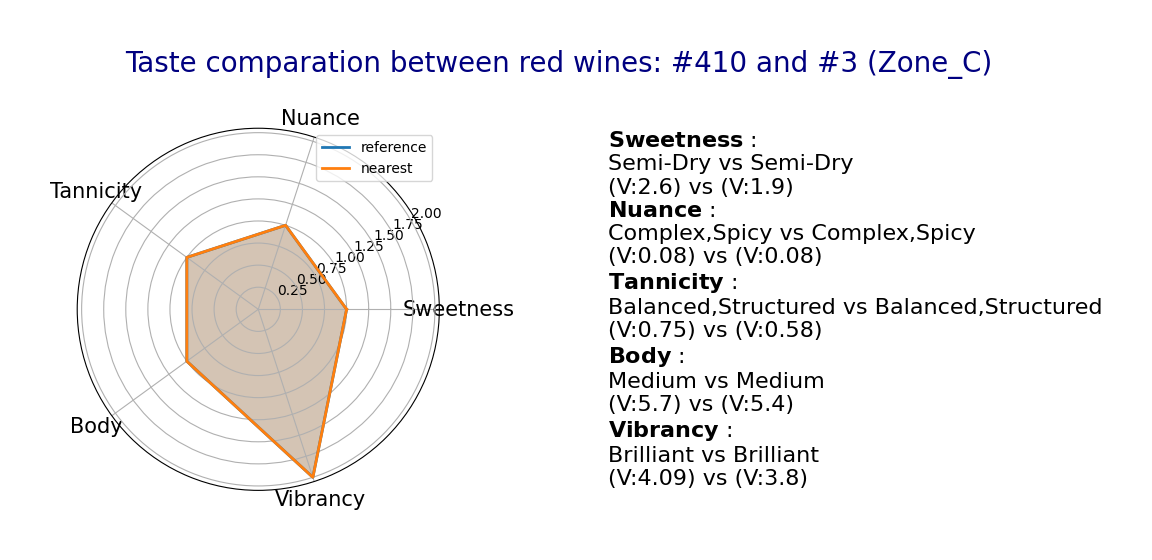 Taste comparation between red wines: #410 and #3 (Zone_C)
Nuance
reference
nearest
Tannicity
2.00
1.75
1.50
1.25
1.00
0.75
0.50
0.25
Sweetness
Body
Vibrancy
Sweetness :
Semi-Dry vs Semi-Dry
(V:2.6) vs (V:1.9)
Nuance :
Complex,Spicy vs Complex,Spicy
(V:0.08) vs (V:0.08)
Tannicity :
Balanced,Structured vs Balanced,Structured
(V:0.75) vs (V:0.58)
Body :
Medium vs Medium
(V:5.7) vs (V:5.4)
Vibrancy :
Brilliant vs Brilliant
(V:4.09) vs (V:3.8)